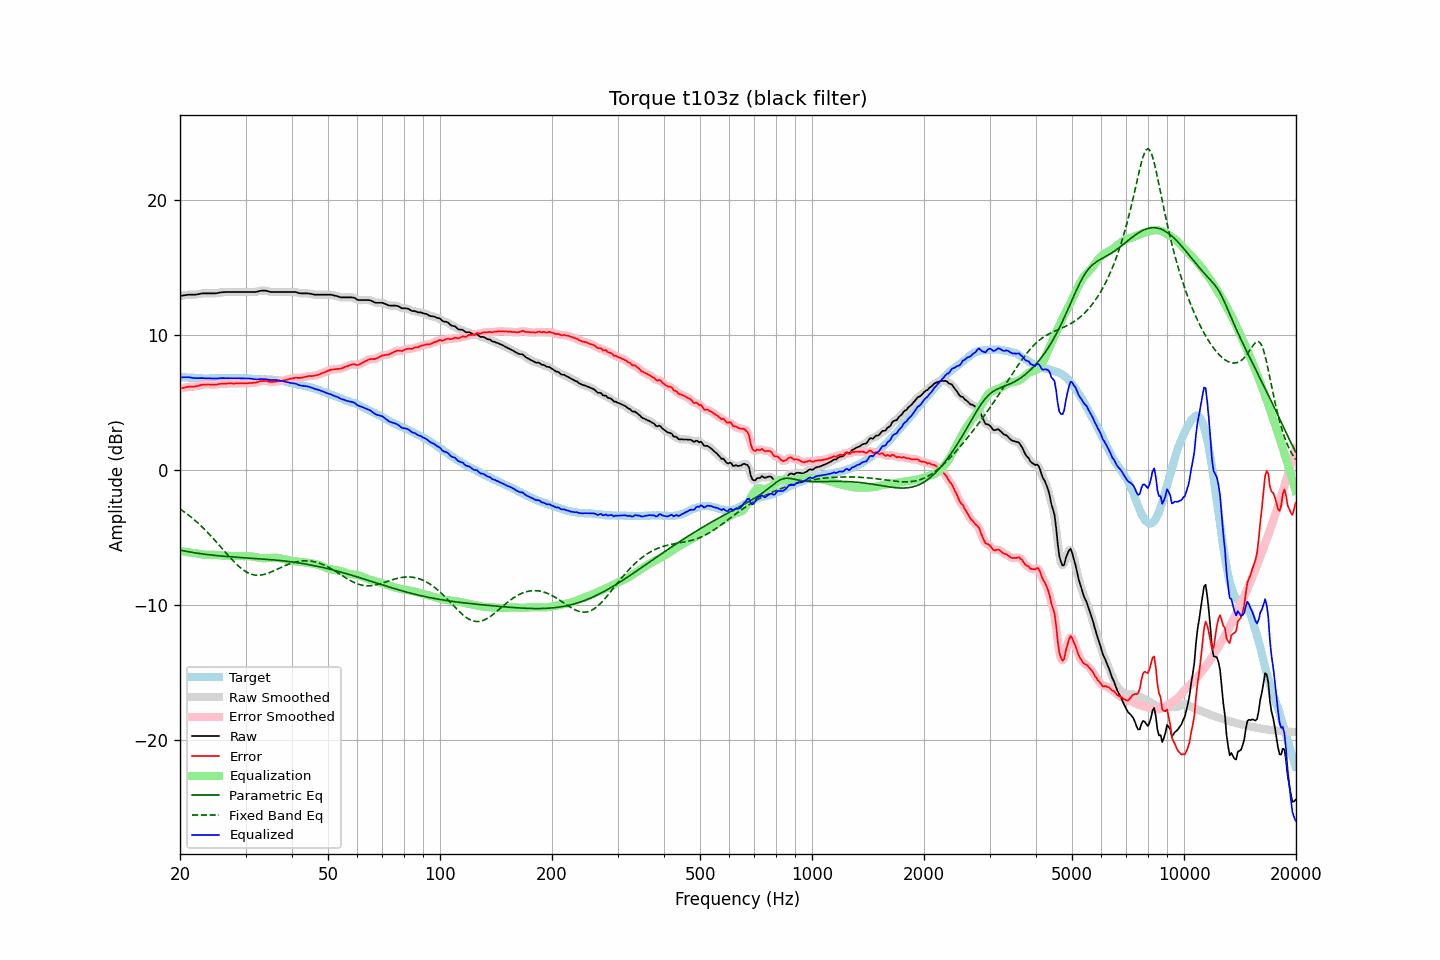 Torque t103z (black filter)
Amplitude (dBr)
20
10
0
−10
−20
Target
Raw Smoothed
Error Smoothed
Raw
Error
Equalization
Parametric Eq
Fixed Band Eq
Equalized
20 50 100 200 500 1000 2000 5000 10000 20000
Frequency (Hz)